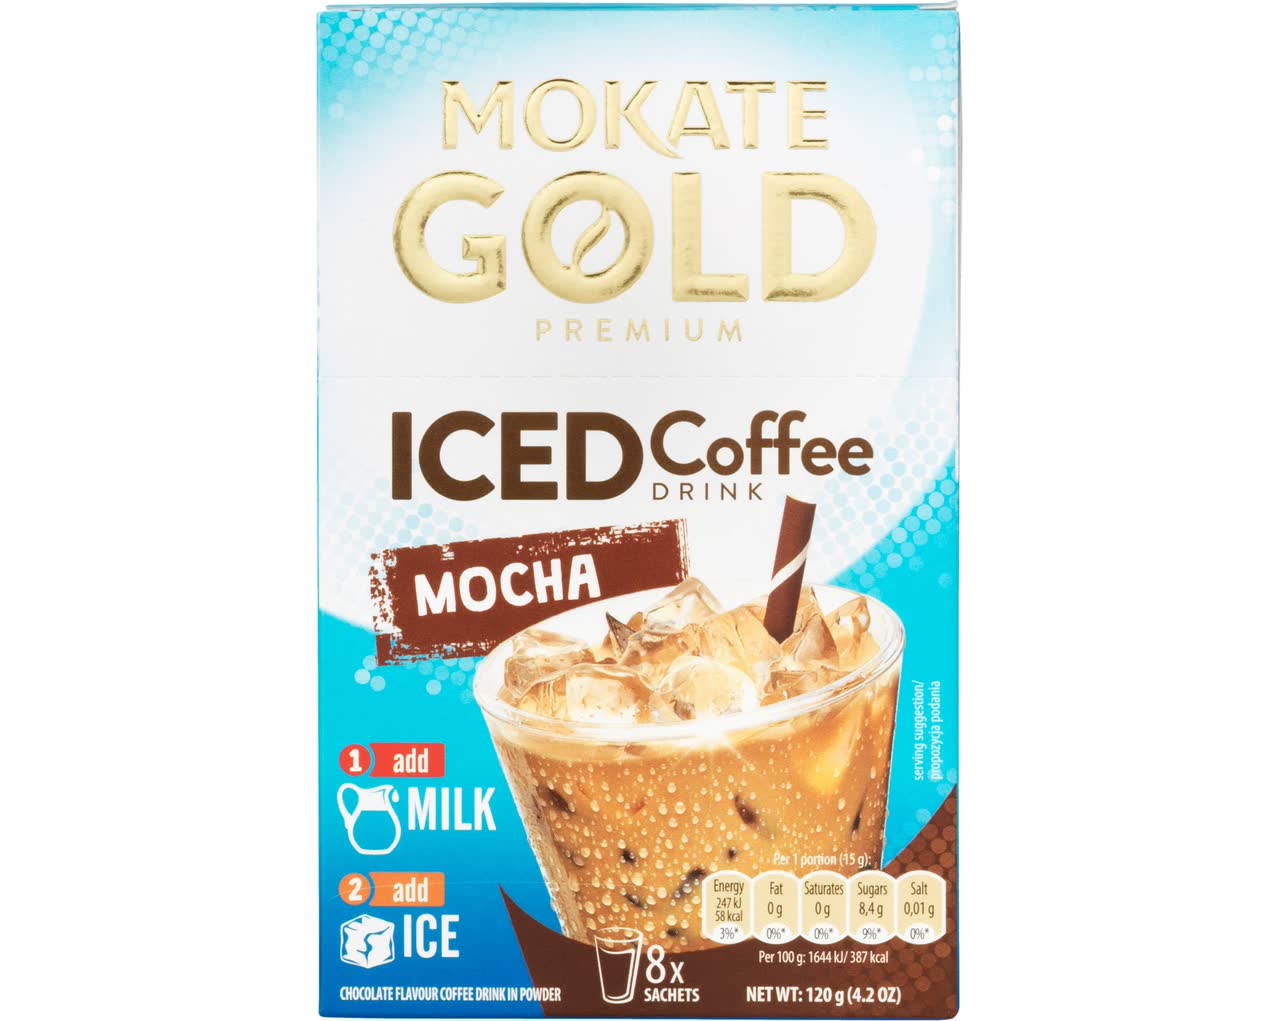 MOKATE
GOLD
PREMIUM
ICED Coffee
DRINK
MOCHA
serving suggestion/
propozycja podania
1 add
MILK
2 add
ICE
Per 1 portion (15 g):
Energy
247 kJ
58 kcal
3%*
Fat
0 g
0%*
Saturates
0 g
0%*
Sugars
8,4 g
9%*
Salt
0,01 g
0%*
Per 100 g: 1644 kJ/ 387 kcal
8x
SACHETS
CHOCOLATE FLAVOUR COFFEE DRINK IN POWDER
NET WT: 120 g (4.2 OZ)